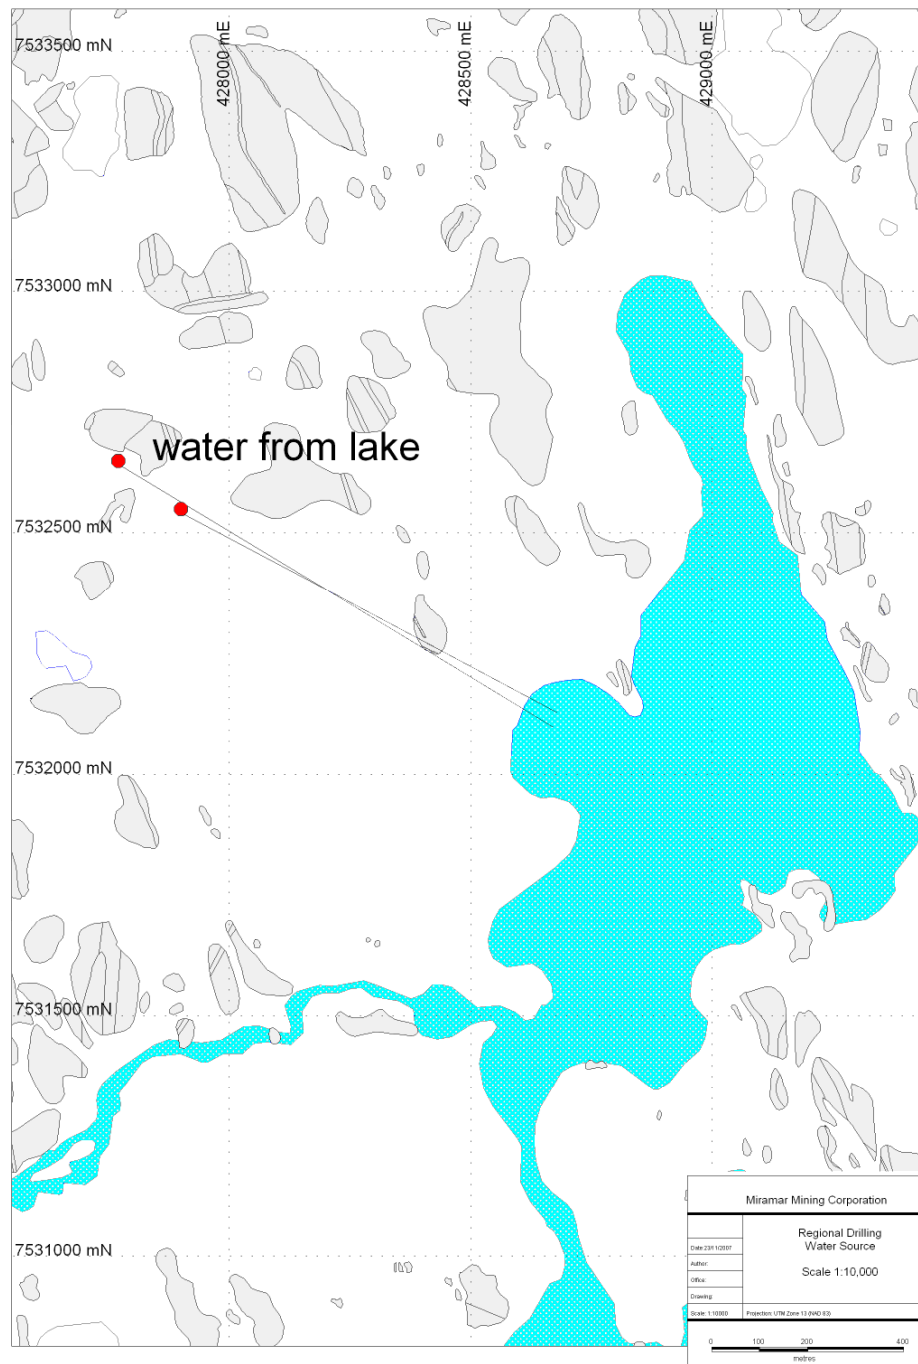 428000 mE
428500 mE
429000 mE
7533500 mN
7533000 mN
water from lake
7532500 mN
7532000 mN
7531500 mN
7531000 mN
Miramar Mining Corporation
Regional Drilling
Water Source
Scale 1:10,000
Date:23/11/2007
Author:
Office:
Drawing:
Scale: 1:10000
Projection: UTM Zone 13 (NAD 83)
0 100 200 400
metres